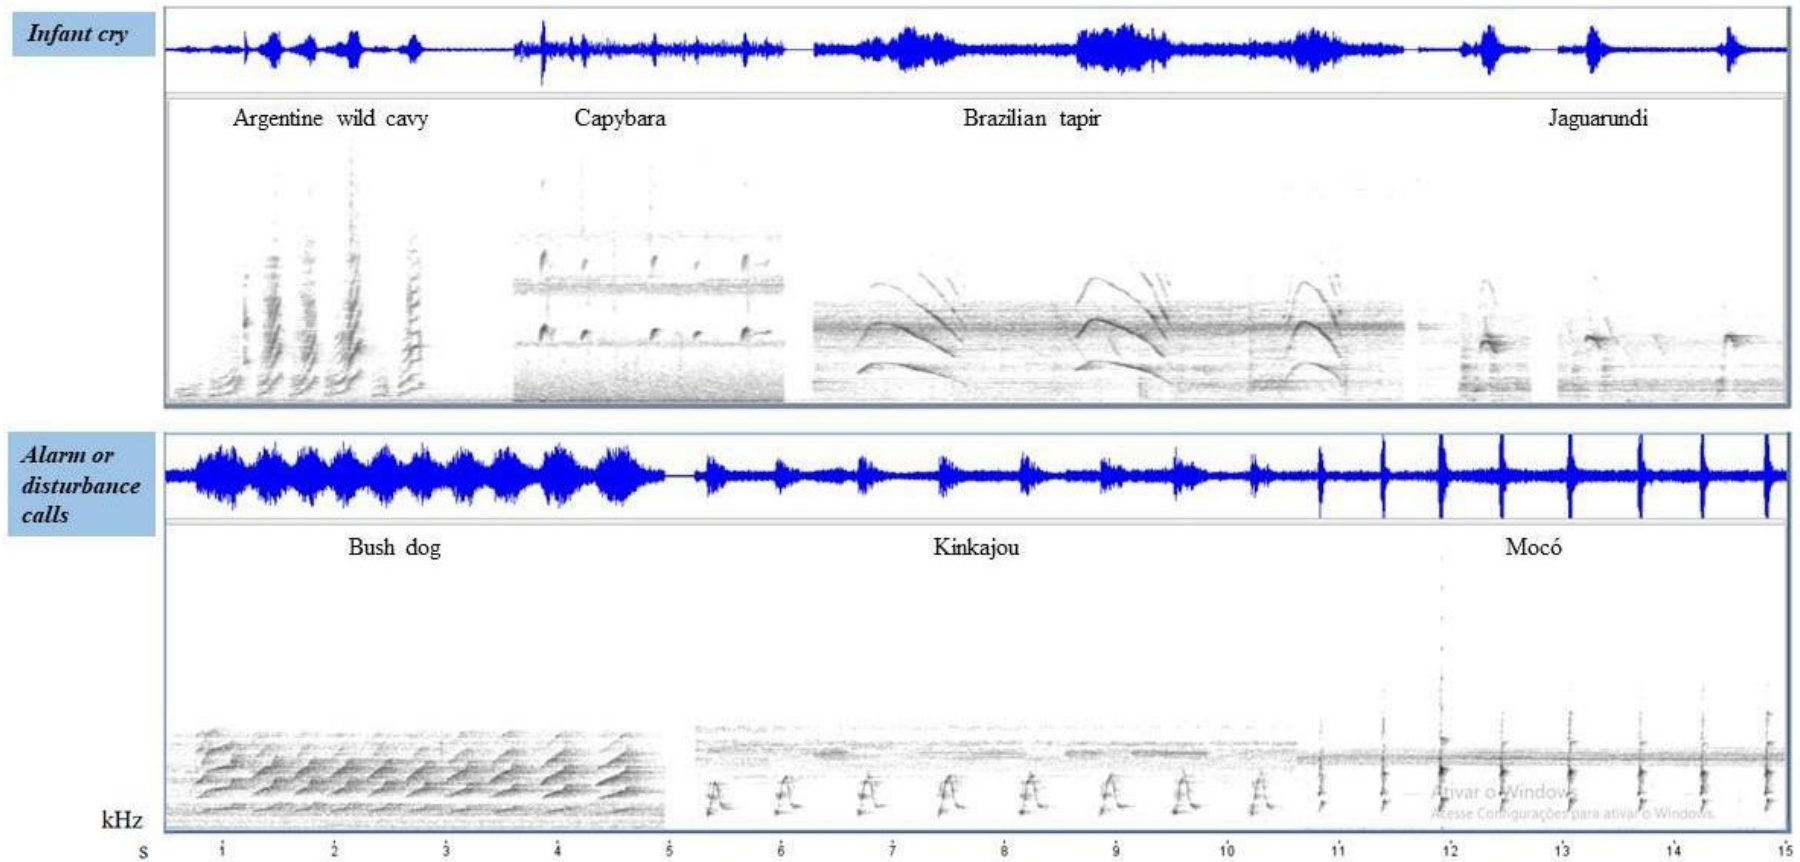 Infant cry
Argentine wild cavy Capybara Brazilian tapir Jaguarundi
Alarm or
disturbance
calls
Bush dog Kinkajou Mocó
Ativar o Windows
Acesse Configurações para ativar o Windows.
kHz
s 1 2 3 4 5 6 7 8 9 10 11 12 13 14 15